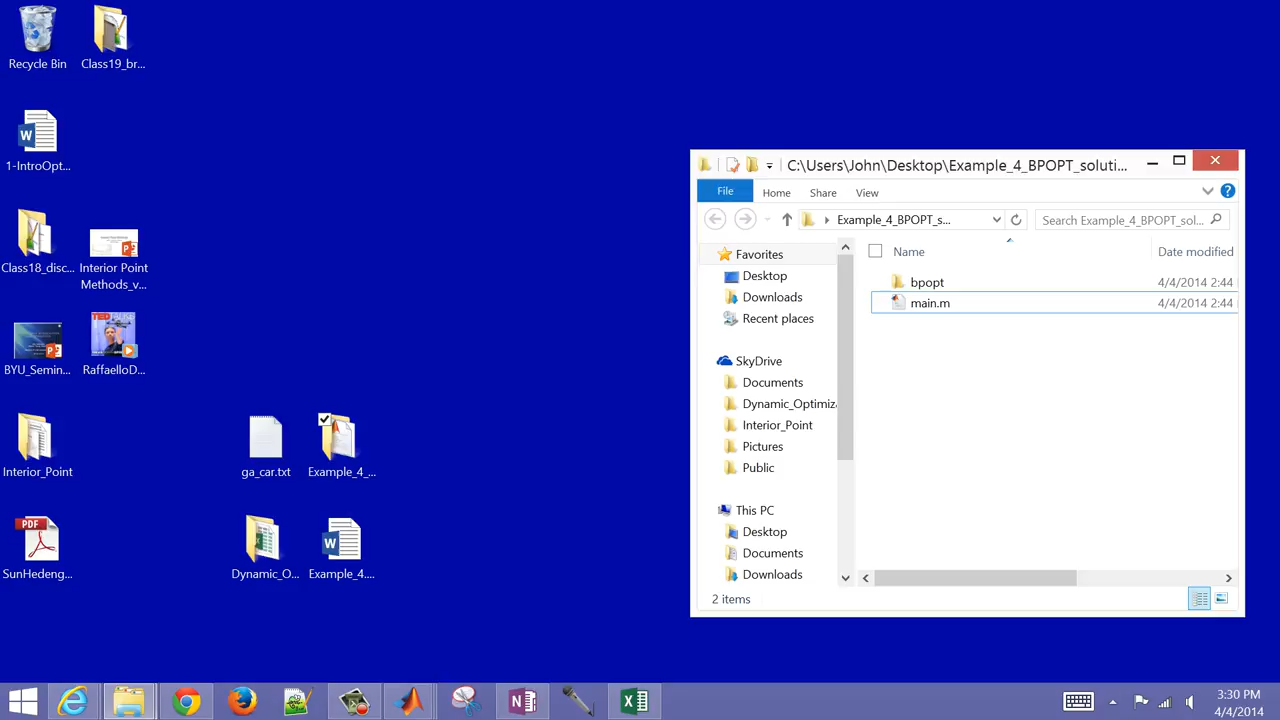 Recycle Bin
Class19_br...
1-IntroOpt...
Class18_disc...
Interior Point
Methods_v...
BYU_Semin...
RaffaelloD...
Interior_Point
ga_car.txt
Example_4_...
SunHedeng...
Dynamic_O...
Example_4....
PDF
TED
C:\Users\John\Desktop\Example_4_BPOPT_soluti...
File
Home
Share
View
Example_4_BPOPT_s...
Search Example_4_BPOPT_sol...
Name
Date modified
bpopt
4/4/2014 2:44
main.m
4/4/2014 2:44
Favorites
Desktop
Downloads
Recent places
SkyDrive
Documents
Dynamic_Optimiz
Interior_Point
Pictures
Public
This PC
Desktop
Documents
Downloads
2 items
3:30 PM
4/4/2014